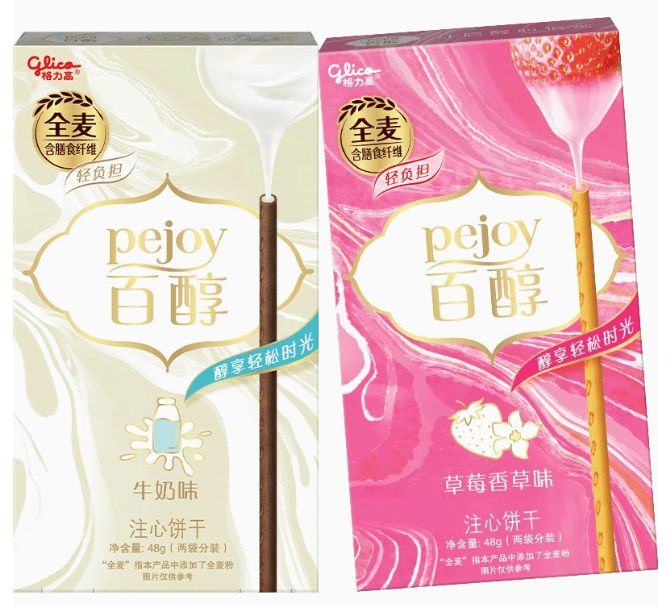 Glico
格力高®
全麦
含膳食纤维
轻负担
pejoy
百醇
醇享轻松时光
牛奶味
注心饼干
净含量: 48g（两袋分装）
“全麦”指本产品中添加了全麦粉
图片仅供参考
Glico
格力高®
全麦
含膳食纤维
轻负担
pejoy
百醇
醇享轻松时光
草莓香草味
注心饼干
净含量: 48g（两袋分装）
“全麦”指本产品中添加了全麦粉
图片仅供参考